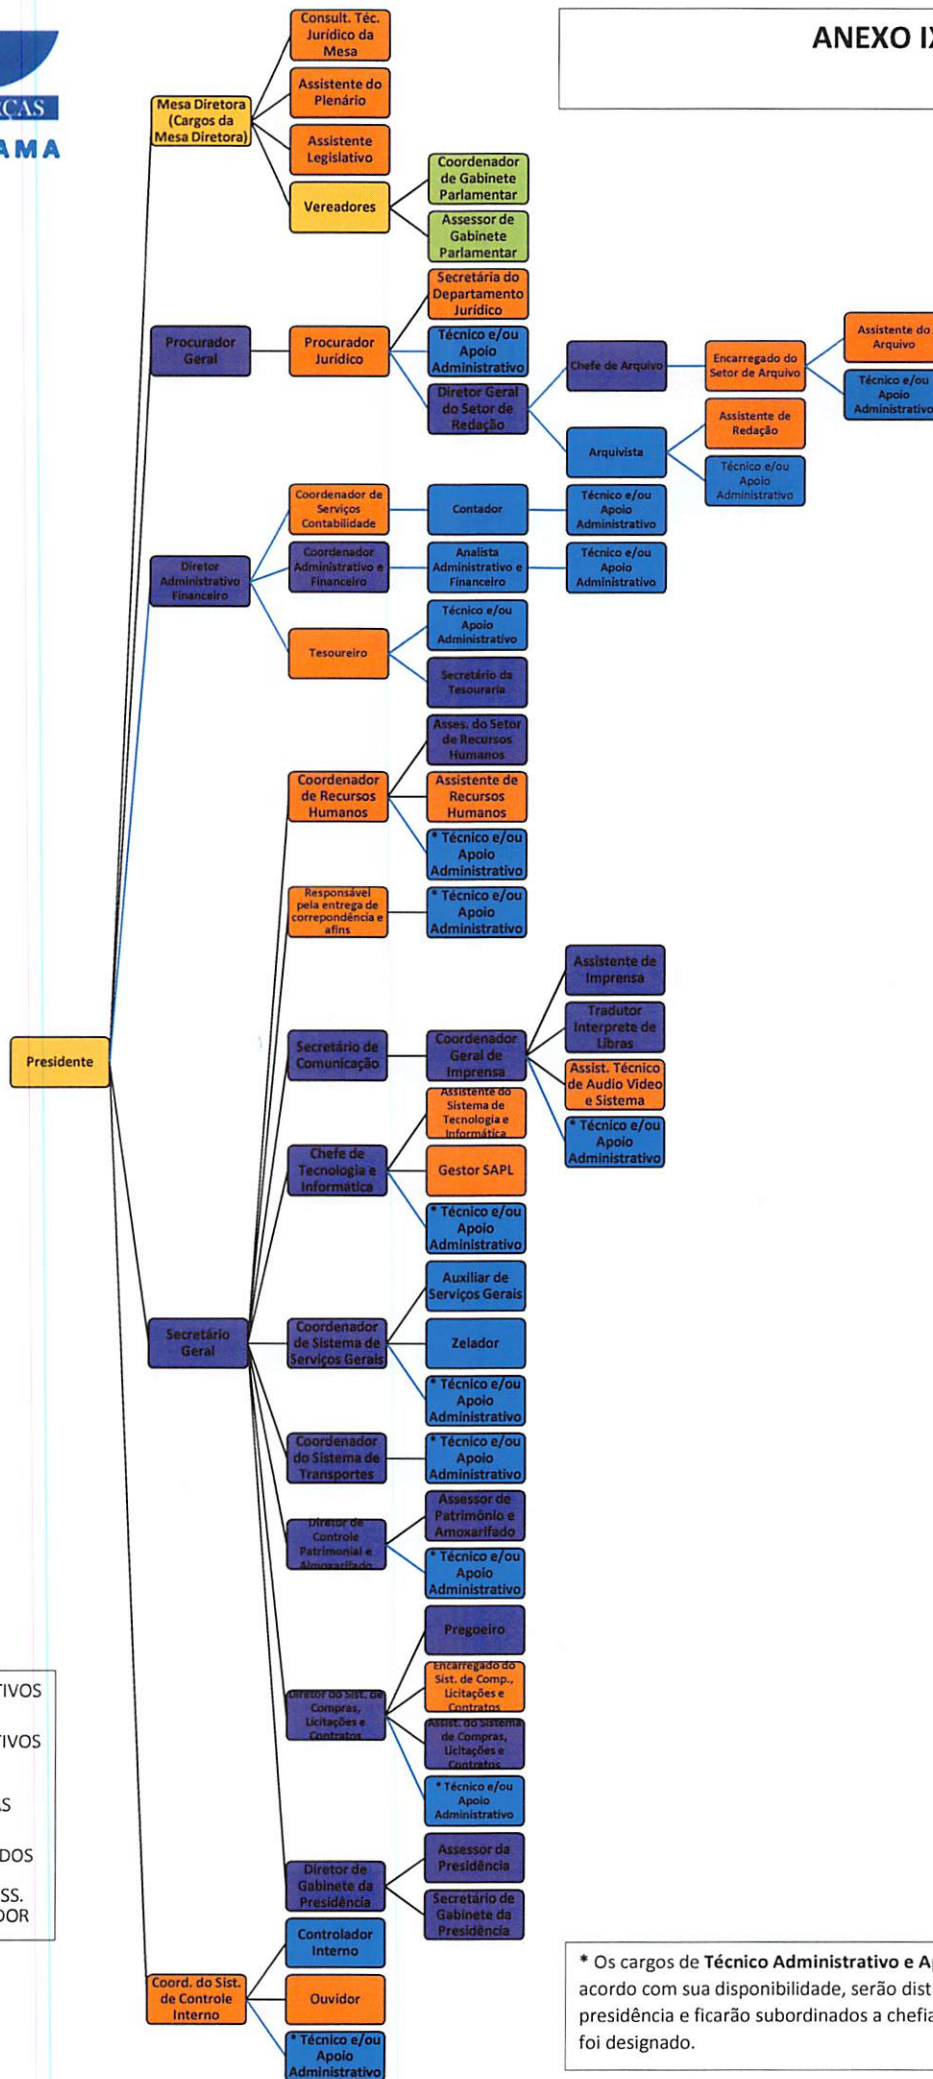 ANEXO IX
ÇAS
AMA
Consult. Téc.
Jurídico da
Mesa
Assistente do
Plenário
Assistente
Legislativo
Mesa Diretora
(Cargos da
Mesa Diretora)
Vereadores
Coordenador
de Gabinete
Parlamentar
Assessor de
Gabinete
Parlamentar
Procurador
Geral
Procurador
Jurídico
Secretária do
Departamento
Jurídico
Técnico e/ou
Apoio
Administrativo
Diretor Geral
do Setor de
Redação
Chefe de Arquivo
Encarregado do
Setor de Arquivo
Assistente do
Arquivo
Técnico e/ou
Apoio
Administrativo
Arquivista
Assistente de
Redação
Técnico e/ou
Apoio
Administrativo
Diretor
Administrativo
Financeiro
Coordenador de
Serviços
Contabilidade
Contador
Técnico e/ou
Apoio
Administrativo
Coordenador
Administrativo e
Financeiro
Analista
Administrativo e
Financeiro
Técnico e/ou
Apoio
Administrativo
Tesoureiro
Técnico e/ou
Apoio
Administrativo
Secretário da
Tesouraria
Presidente
Secretário
Geral
Coordenador
de Recursos
Humanos
Asses. do Setor
de Recursos
Humanos
Assistente de
Recursos
Humanos
* Técnico e/ou
Apoio
Administrativo
Responsável
pela entrega de
correpondência e
afins
* Técnico e/ou
Apoio
Administrativo
Secretário de
Comunicação
Coordenador
Geral de
Imprensa
Assistente de
Imprensa
Tradutor
Interprete de
Libras
Assist. Técnico
de Audio Video
e Sistema
* Técnico e/ou
Apoio
Administrativo
Chefe de
Tecnologia e
Informática
Assistente do
Sistema de
Tecnologia e
Informática
Gestor SAPL
* Técnico e/ou
Apoio
Administrativo
Coordenador
de Sistema de
Serviços Gerais
Auxiliar de
Serviços Gerais
Zelador
* Técnico e/ou
Apoio
Administrativo
Coordenador
do Sistema de
Transportes
* Técnico e/ou
Apoio
Administrativo
Diretor de
Controle
Patrimonial e
Almoxarifado
Assessor de
Patrimônio e
Amoxarifado
* Técnico e/ou
Apoio
Administrativo
Diretor do Sist. de
Compras,
Licitações e
Contratos
Pregoeiro
Encarregado do
Sist. de Comp.,
Licitações e
Contratos
Assist. do Sistema
de Compras,
Licitações e
Contratos
* Técnico e/ou
Apoio
Administrativo
Diretor de
Gabinete da
Presidência
Assessor da
Presidência
Secretário de
Gabinete da
Presidência
Coord. do Sist.
de Controle
Interno
Controlador
Interno
Ouvidor
* Técnico e/ou
Apoio
Administrativo
TIVOS
TIVOS
AS
DOS
SS.
DOR
* Os cargos de Técnico Administrativo e Ap
acordo com sua disponibilidade, serão dist
presidência e ficarão subordinados a chefia
foi designado.